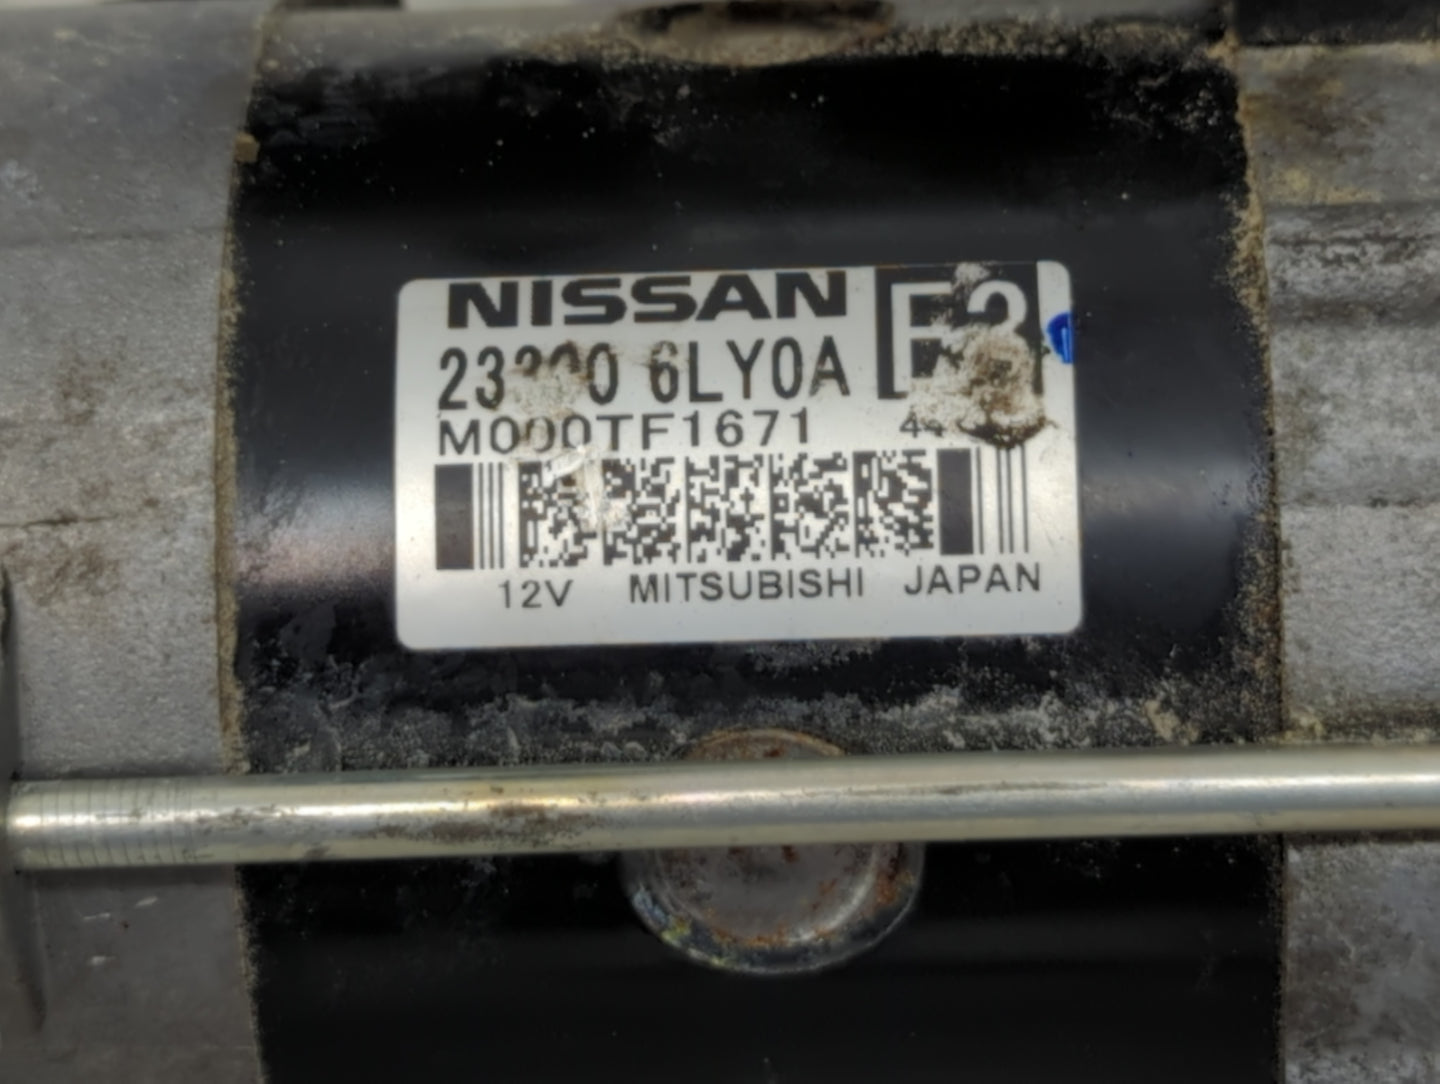 NISSAN
6LY0A
M000TF1671
12V MITSUBISHI JAPAN